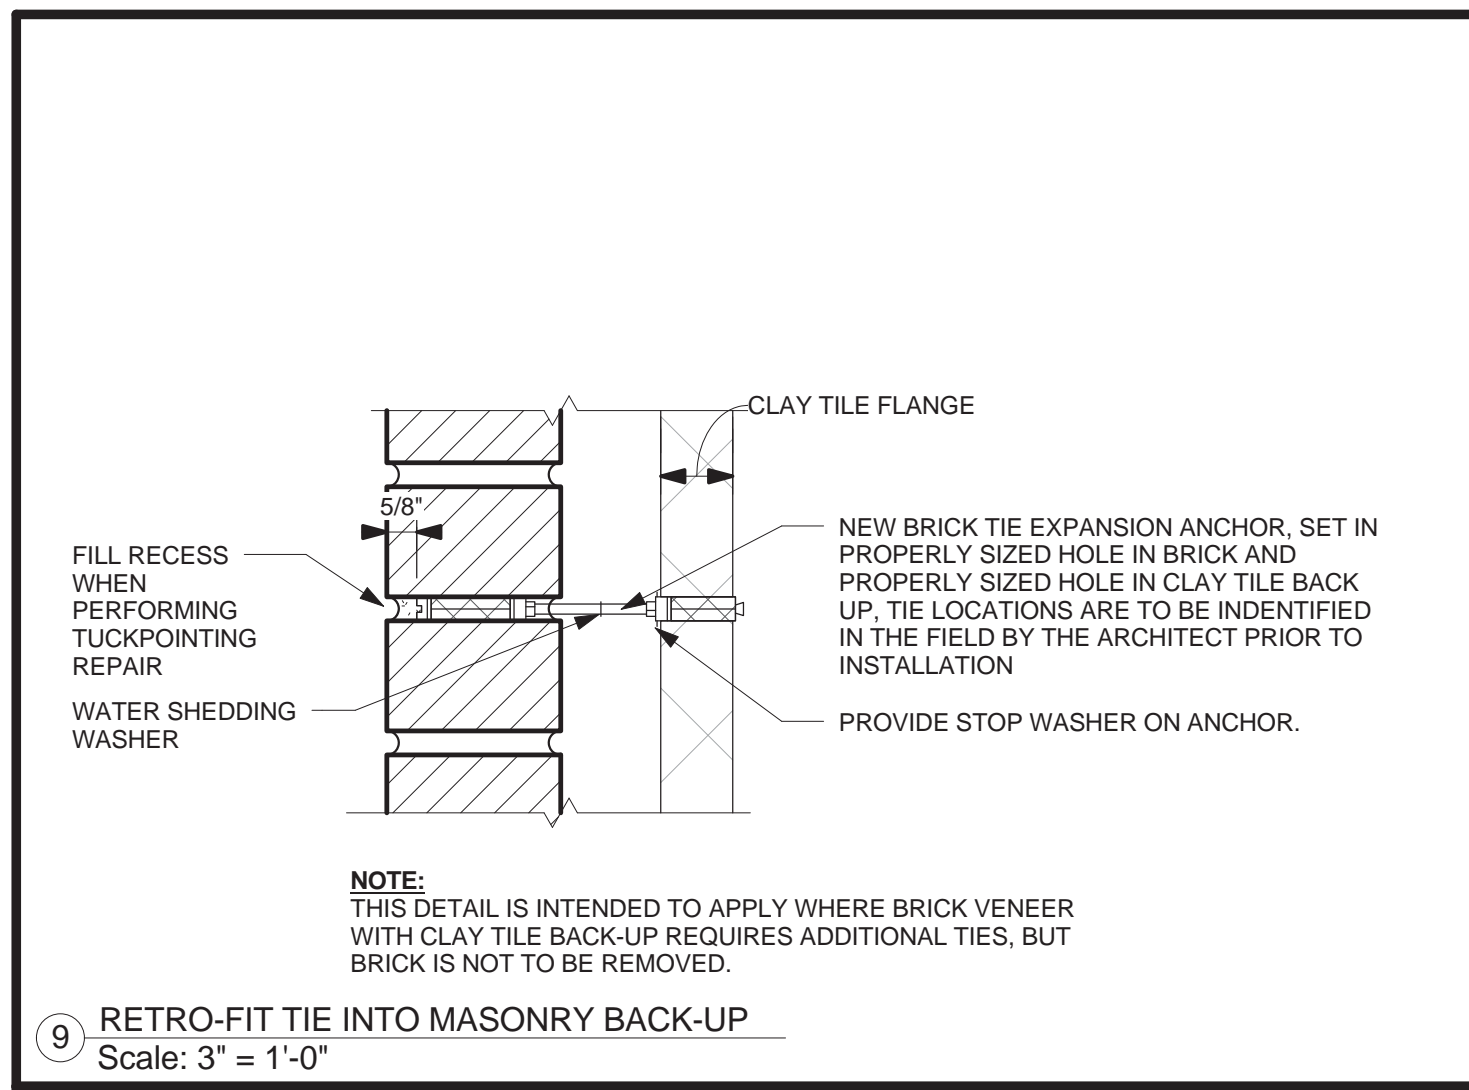 CLAY TILE FLANGE
5/8"
FILL RECESS
WHEN
PERFORMING
TUCKPOINTING
REPAIR
WATER SHEDDING
WASHER
NEW BRICK TIE EXPANSION ANCHOR, SET IN
PROPERLY SIZED HOLE IN BRICK AND
PROPERLY SIZED HOLE IN CLAY TILE BACK
UP, TIE LOCATIONS ARE TO BE INDENTIFIED
IN THE FIELD BY THE ARCHITECT PRIOR TO
INSTALLATION
PROVIDE STOP WASHER ON ANCHOR.
NOTE:
THIS DETAIL IS INTENDED TO APPLY WHERE BRICK VENEER
WITH CLAY TILE BACK-UP REQUIRES ADDITIONAL TIES, BUT
BRICK IS NOT TO BE REMOVED.
9
RETRO-FIT TIE INTO MASONRY BACK-UP
Scale: 3" = 1'-0"